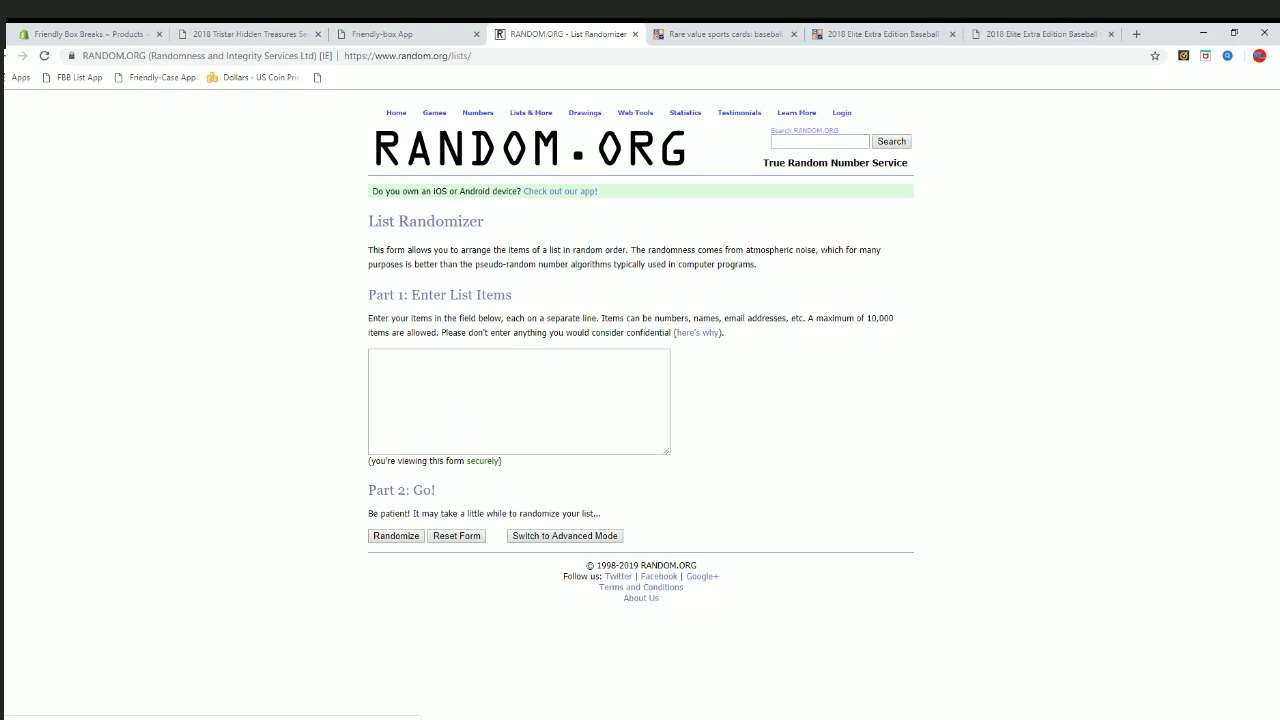 Friendly Box Breaks ~ Products ~
2018 Tristar Hidden Treasures Se
Friendly-box App
RANDOM.ORG - List Randomizer
Rare value sports cards: baseball
2018 Elite Extra Edition Baseball
2018 Elite Extra Edition Baseball
RANDOM.ORG (Randomness and Integrity Services Ltd) [IE] | https://www.random.org/lists/
Apps FBB List App Friendly-Case App Dollars - US Coin Pric
Home Games Numbers Lists & More Drawings Web Tools Statistics Testimonials Learn More Login
RANDOM.ORG
Search RANDOM.ORG
Search
True Random Number Service
Do you own an iOS or Android device? Check out our app!
List Randomizer
This form allows you to arrange the items of a list in random order. The randomness comes from atmospheric noise, which for many
purposes is better than the pseudo-random number algorithms typically used in computer programs.
Part 1: Enter List Items
Enter your items in the field below, each on a separate line. Items can be numbers, names, email addresses, etc. A maximum of 10,000
items are allowed. Please don't enter anything you would consider confidential (here's why).
(you're viewing this form securely)
Part 2: Go!
Be patient! It may take a little while to randomize your list...
Randomize Reset Form Switch to Advanced Mode
© 1998-2019 RANDOM.ORG
Follow us: Twitter | Facebook | Google+
Terms and Conditions
About Us